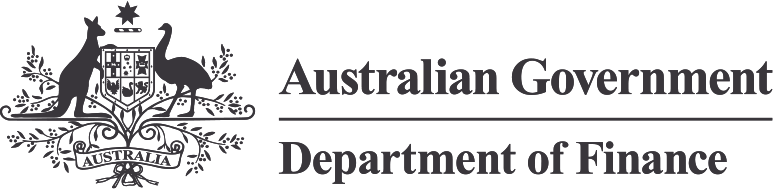 Australian Government
Department of Finance
AUSTRALIA